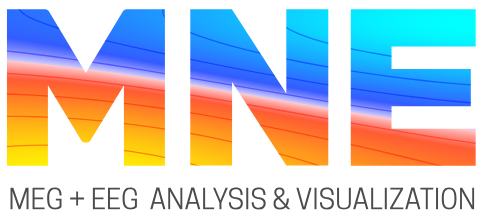 MNE
MEG + EEG ANALYSIS & VISUALIZATION